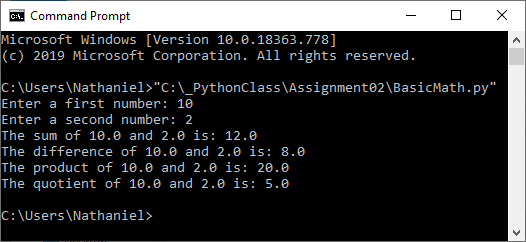 Command Prompt
Microsoft Windows [Version 10.0.18363.778]
(c) 2019 Microsoft Corporation. All rights reserved.
C:\Users\Nathaniel>"C:\_PythonClass\Assignment02\BasicMath.py"
Enter a first number: 10
Enter a second number: 2
The sum of 10.0 and 2.0 is: 12.0
The difference of 10.0 and 2.0 is: 8.0
The product of 10.0 and 2.0 is: 20.0
The quotient of 10.0 and 2.0 is: 5.0
C:\Users\Nathaniel>